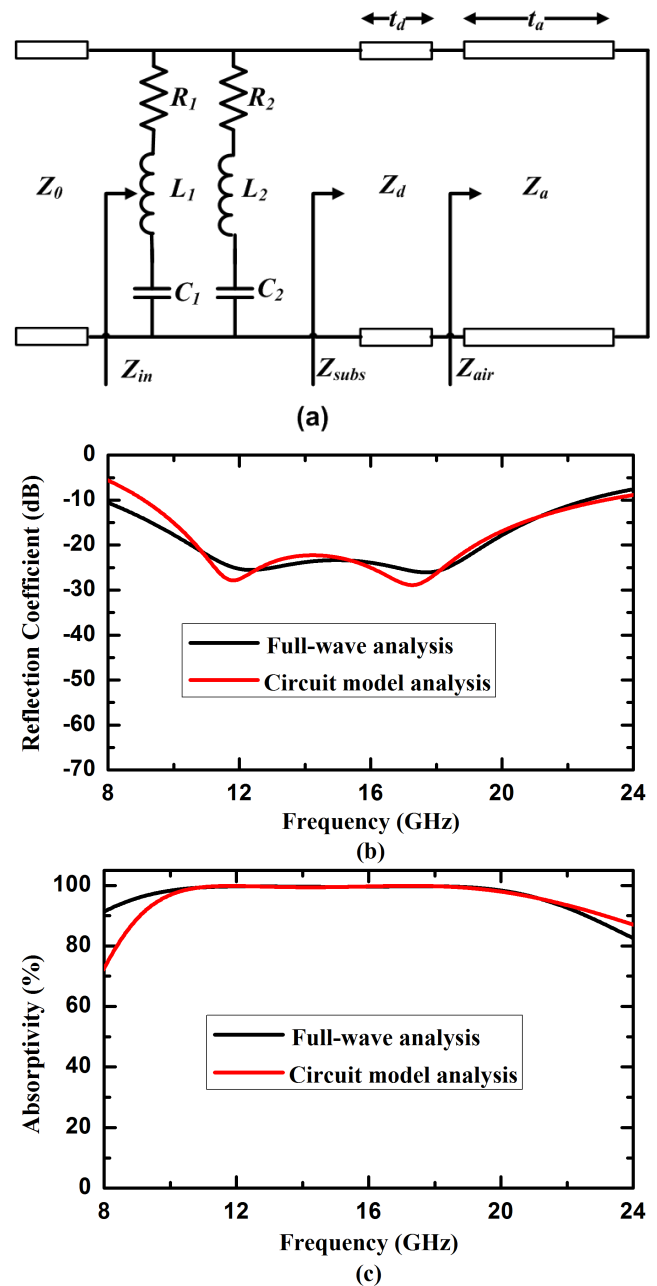 t_d t_a
R_1 R_2
Z_0 L_1 L_2 Z_d Z_a
C_1 C_2
Z_in Z_subs Z_air
(a)
0
-10
-20
-30
-40
-50
-60
-70
Reflection Coefficient (dB)
Full-wave analysis
Circuit model analysis
8 12 16 20 24
Frequency (GHz)
(b)
100
80
60
40
20
0
Absorptivity (%)
Full-wave analysis
Circuit model analysis
8 12 16 20 24
Frequency (GHz)
(c)